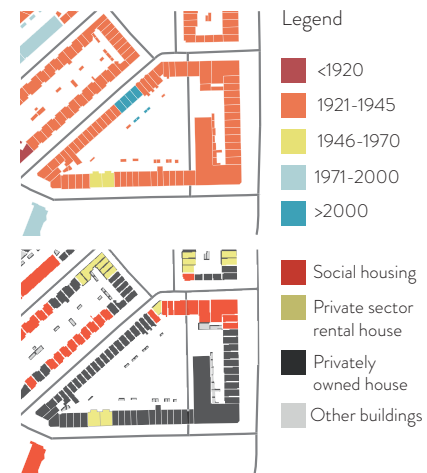 Legend
<1920
1921-1945
1946-1970
1971-2000
>2000
Social housing
Private sector
rental house
Privately
owned house
Other buildings